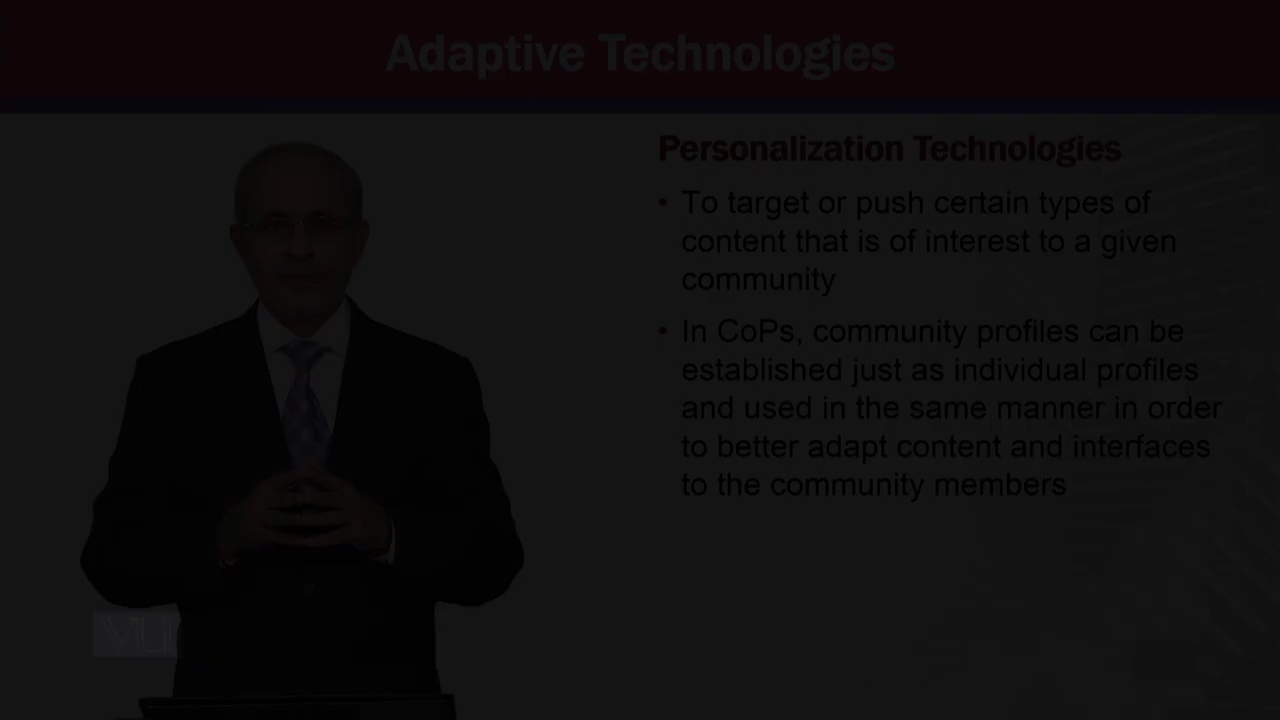 Adaptive Technologies
Personalization Technologies
• To target or push certain types of
content that is of interest to a given
community
• In CoPs, community profiles can be
established just as individual profiles
and used in the same manner in order
to better adapt content and interfaces
to the community members
VU